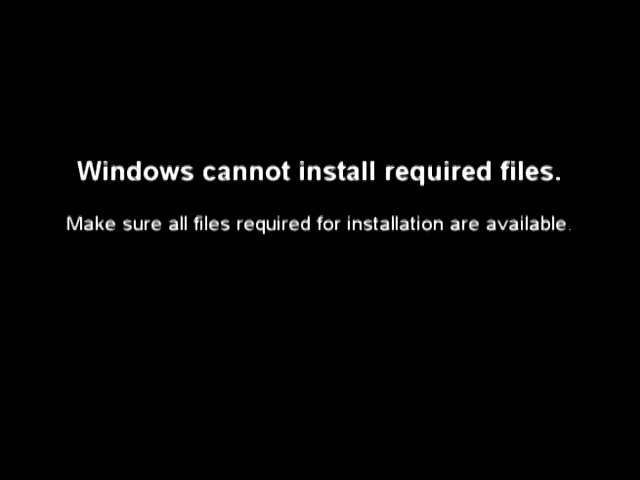 Windows cannot install required files.
Make sure all files required for installation are available.